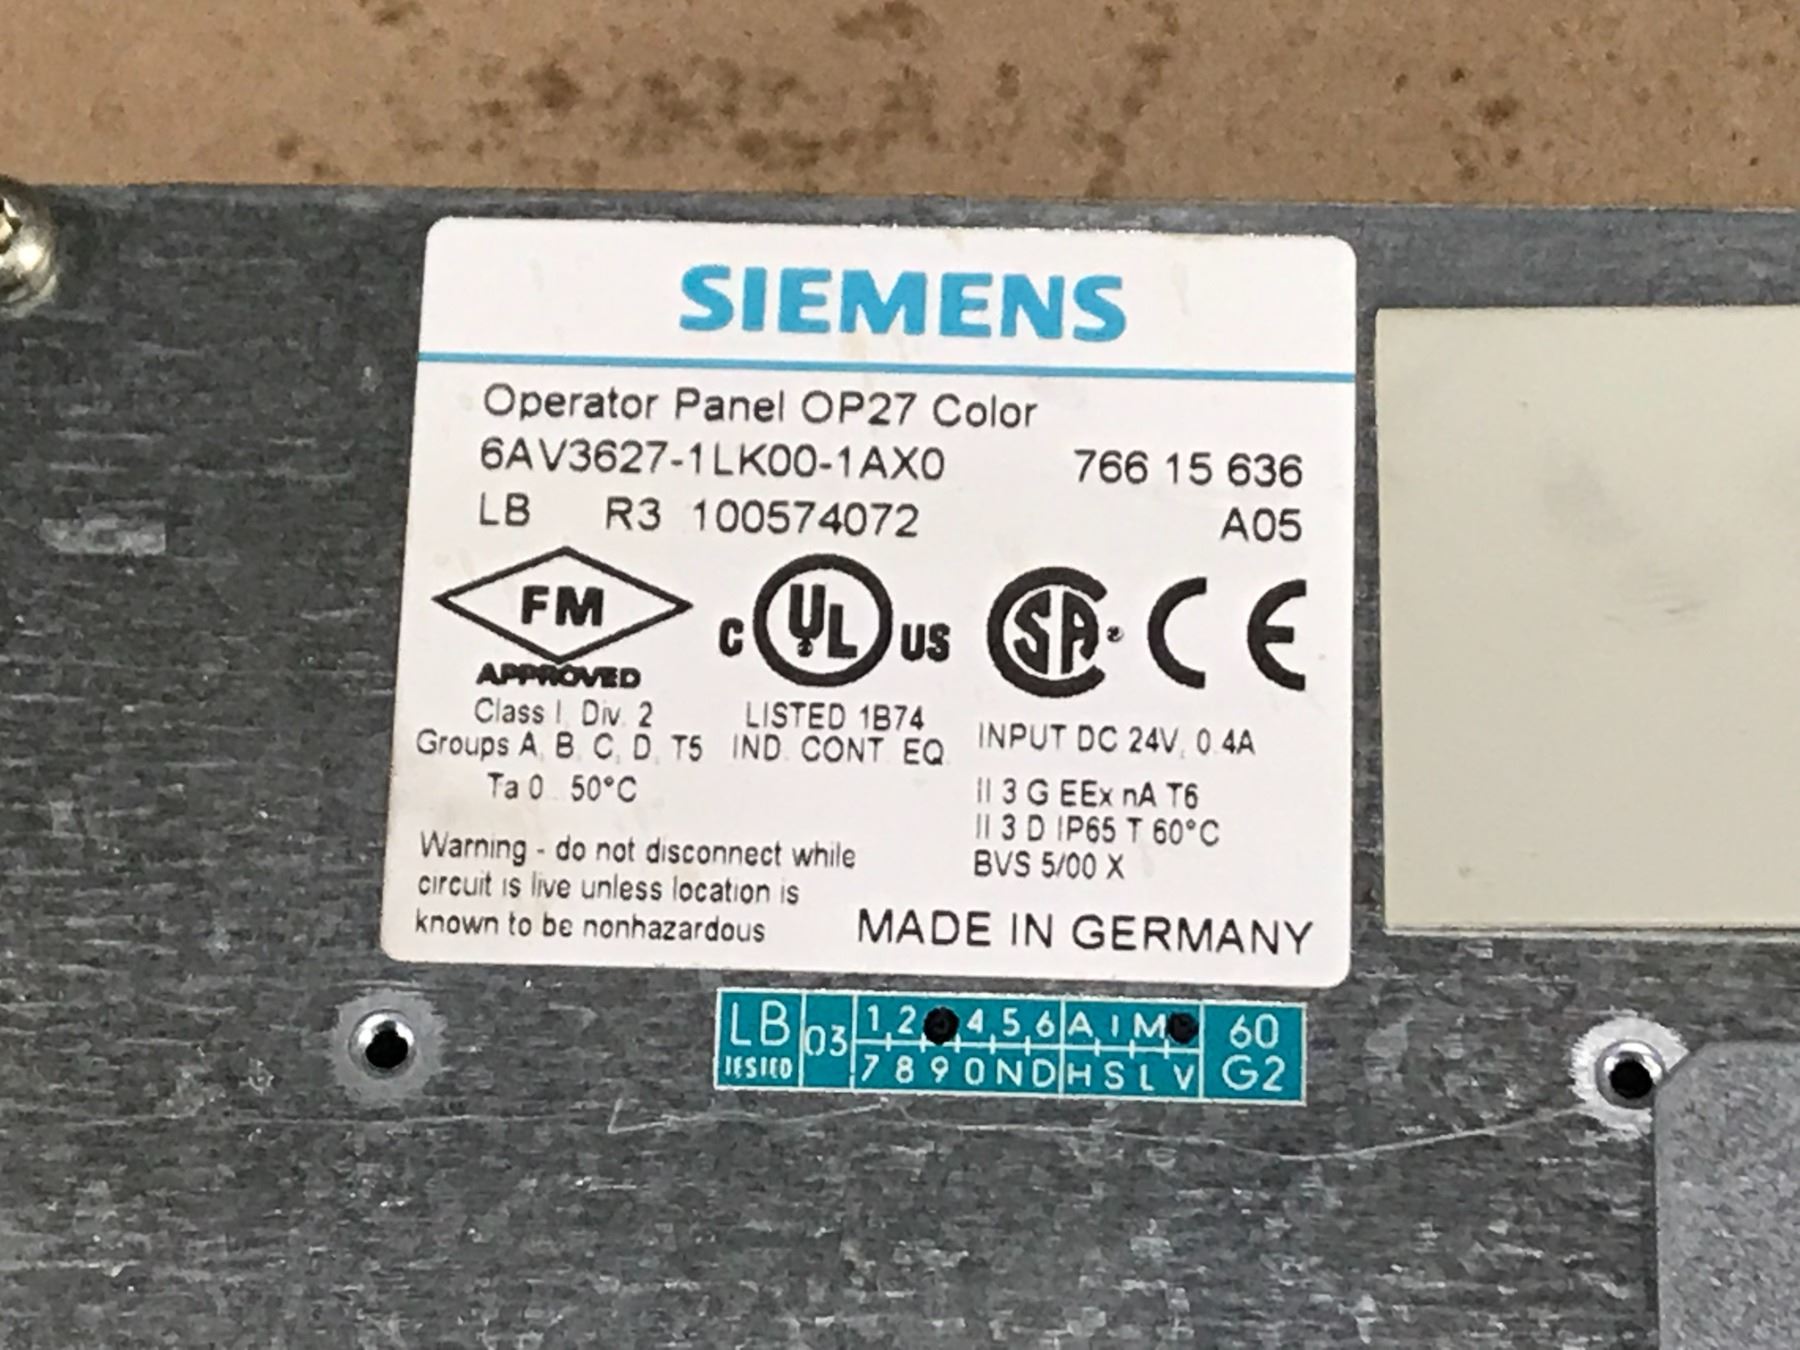 SIEMENS
Operator Panel OP27 Color
6AV3627-1LK00-1AX0 766 15 636
LB R3 100574072 A05
FM
APPROVED
C UL US
SA
CE
Class I, Div. 2
Groups A, B, C, D, T5
Ta 0...50°C
LISTED 1B74
IND. CONT. EQ.
INPUT DC 24V, 0.4A
II 3 G EEx nA T6
II 3 D IP65 T 60°C
BVS 5/00 X
Warning - do not disconnect while
circuit is live unless location is
known to be nonhazardous
MADE IN GERMANY
LB 03 1 2 4 5 6 A I M 60
TESTED 7 8 9 0 N D H S L V G2